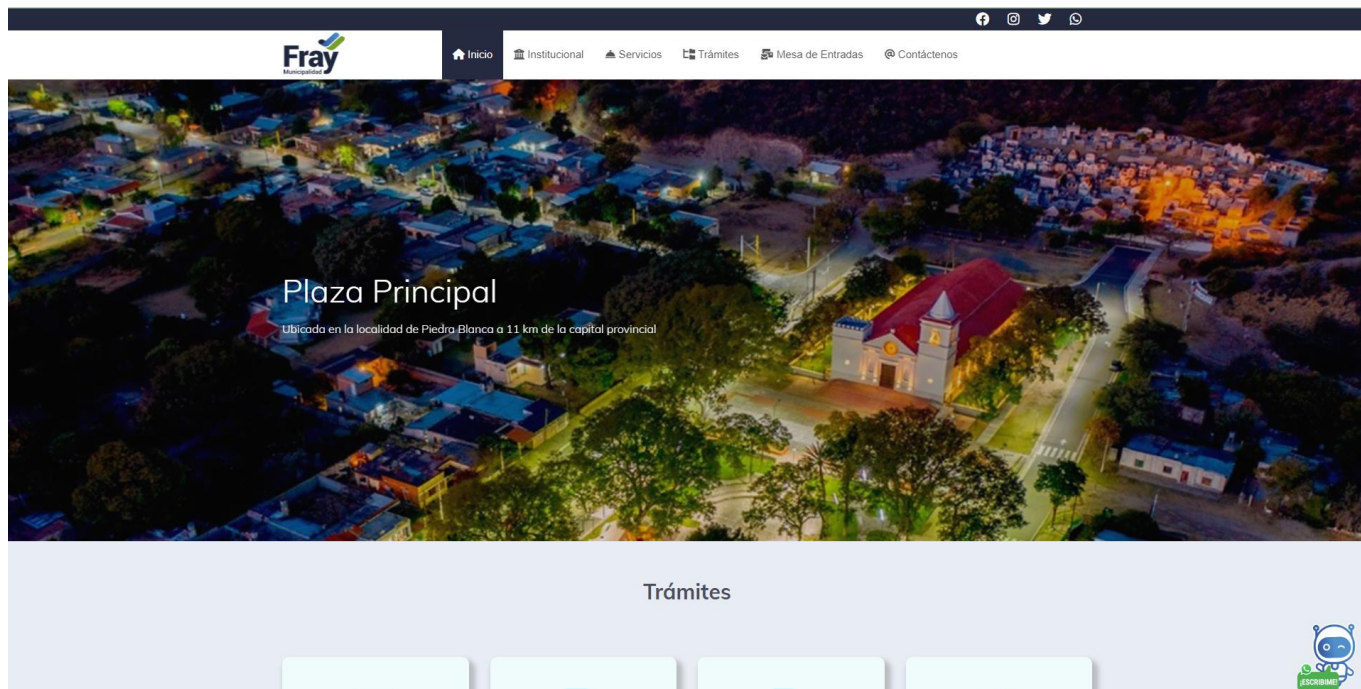 Fray
Municipalidad
Inicio
Institucional
Servicios
Trámites
Mesa de Entradas
Contáctenos
Plaza Principal
Ubicada en la localidad de Piedra Blanca a 11 km de la capital provincial
Trámites
¡ESCRIBIME!